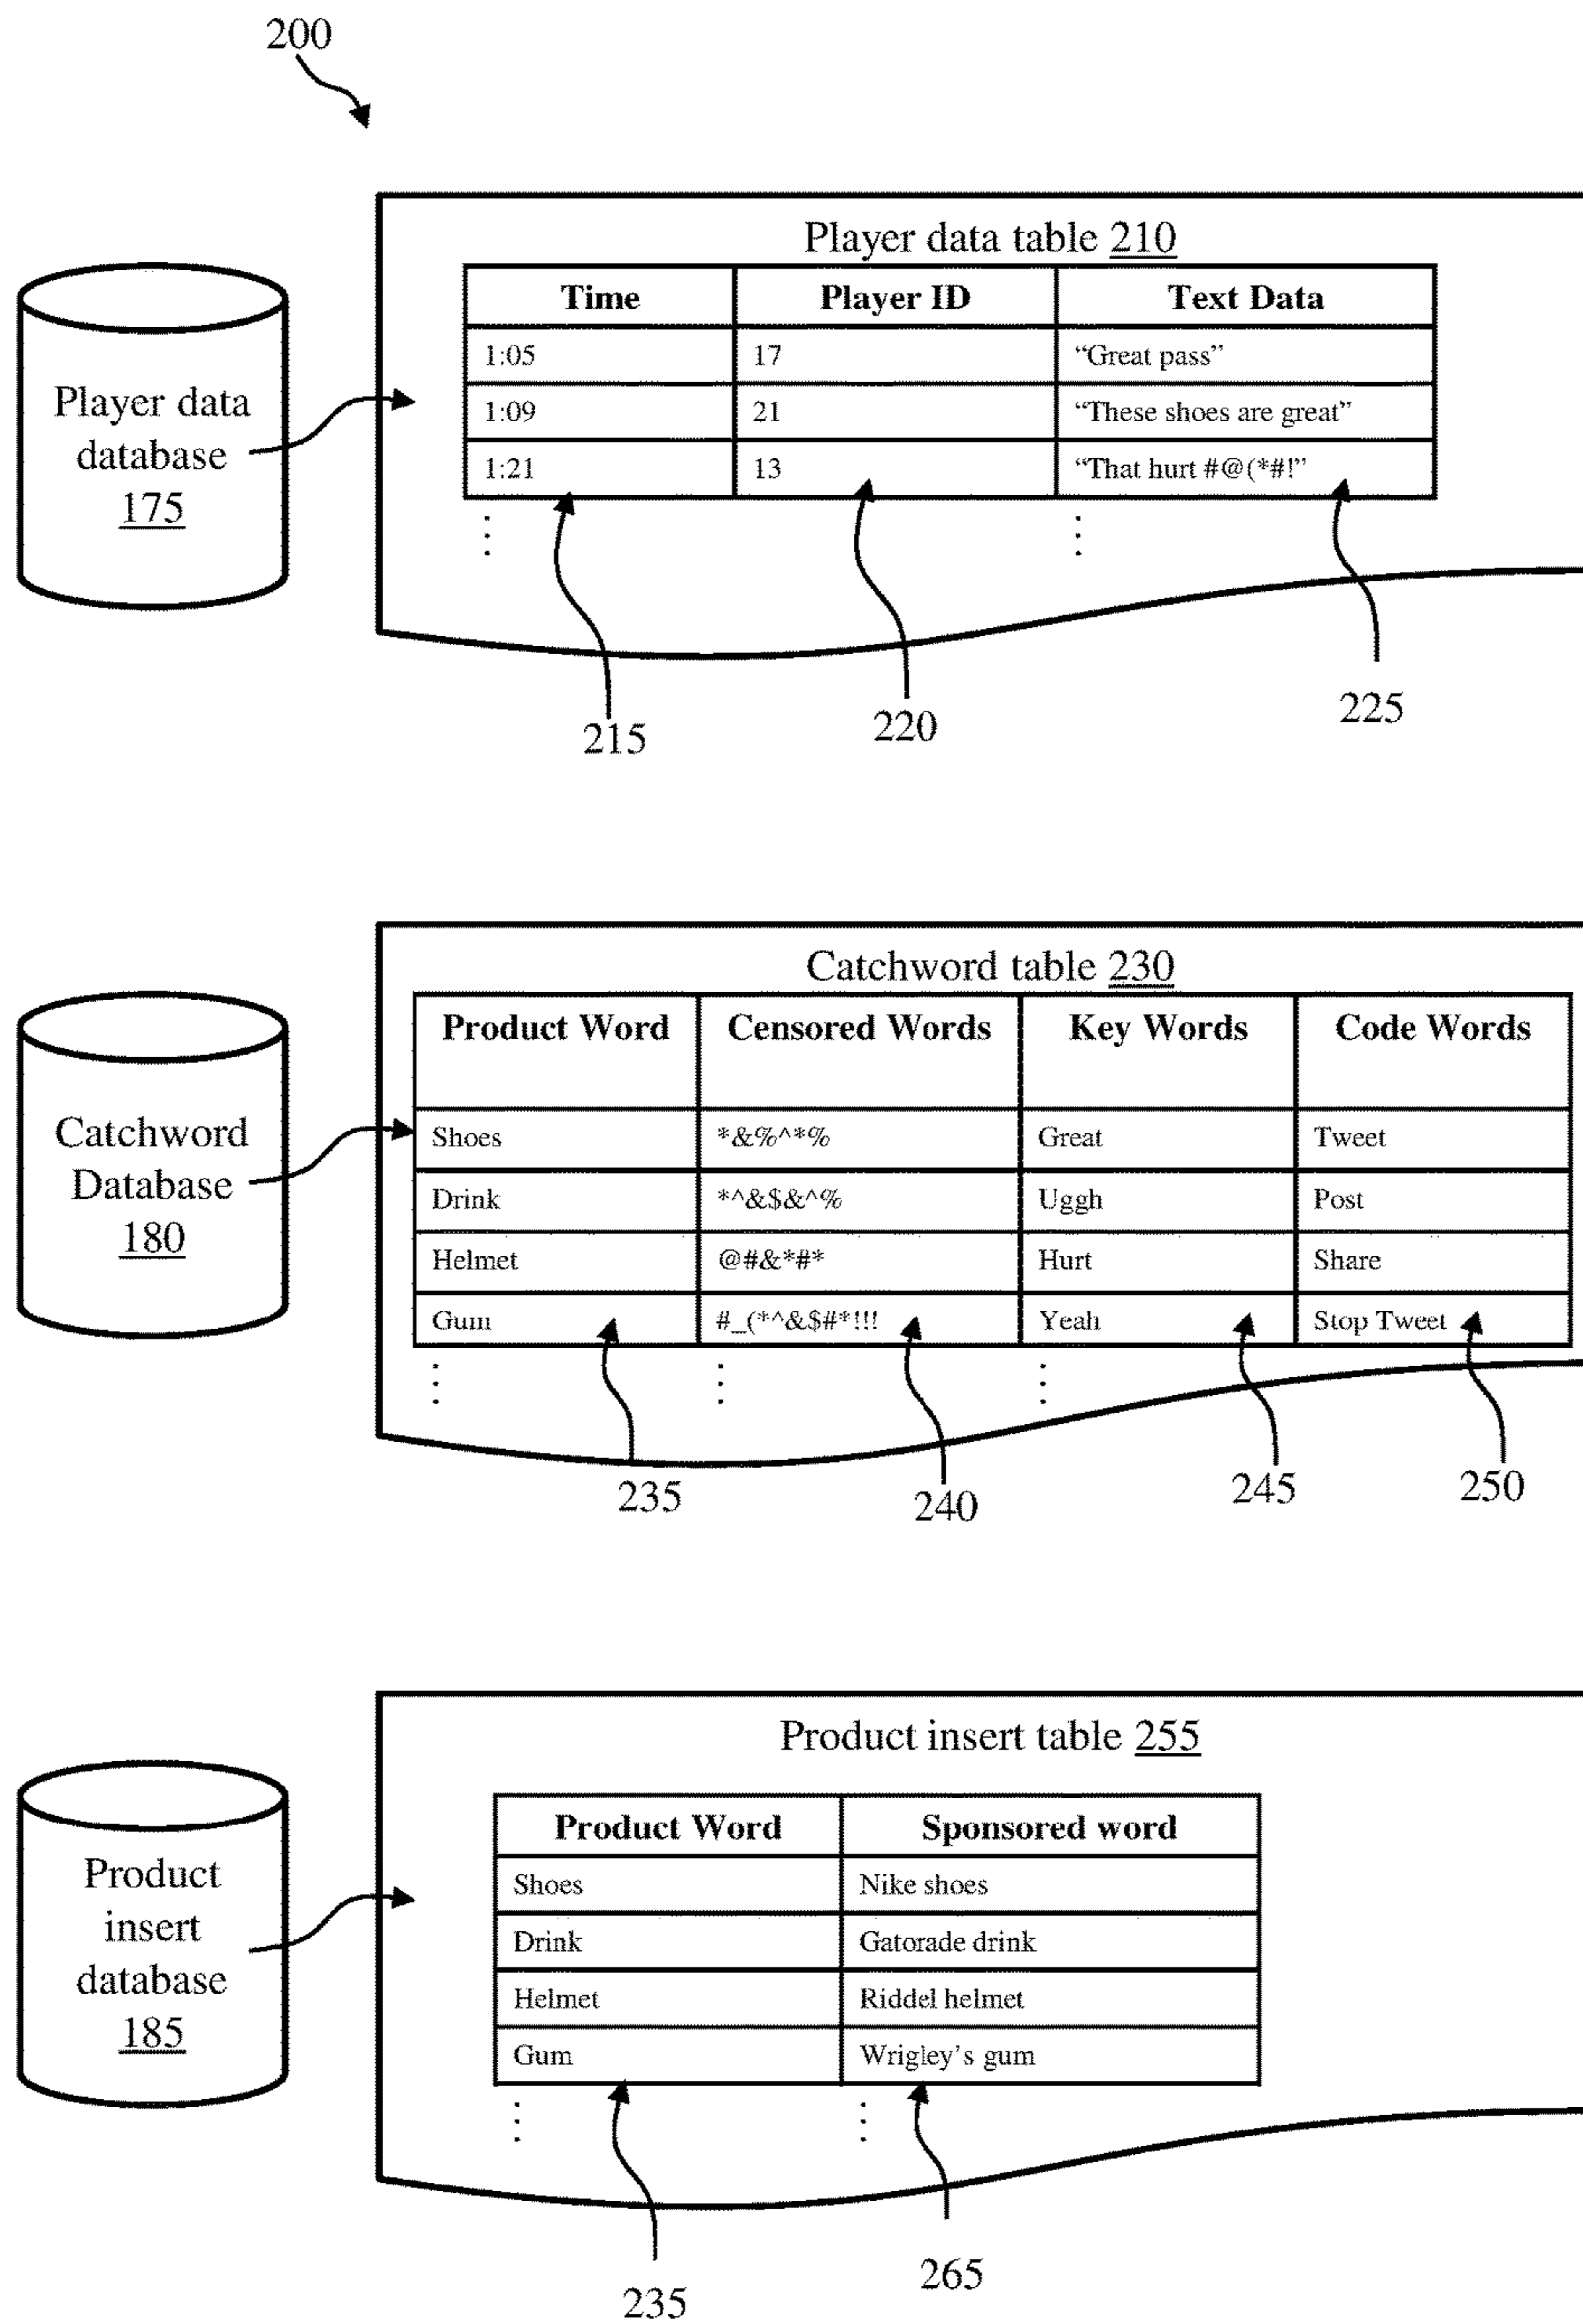 200
Player data table 210
Time Player ID Text Data
1:05 17 “Great pass”
1:09 21 “These shoes are great”
1:21 13 “That hurt #@(*#!”
Player data
database
175
215 220 225
Catchword table 230
Product Word Censored Words Key Words Code Words
Shoes *&%^*% Great Tweet
Drink *^&$&^% Uggh Post
Helmet @#&*#* Hurt Share
Gum #_(*^&$#*!!! Yeah Stop Tweet
Catchword
Database
180
235 240 245 250
Product insert table 255
Product Word Sponsored word
Shoes Nike shoes
Drink Gatorade drink
Helmet Riddel helmet
Gum Wrigley’s gum
Product
insert
database
185
235 265